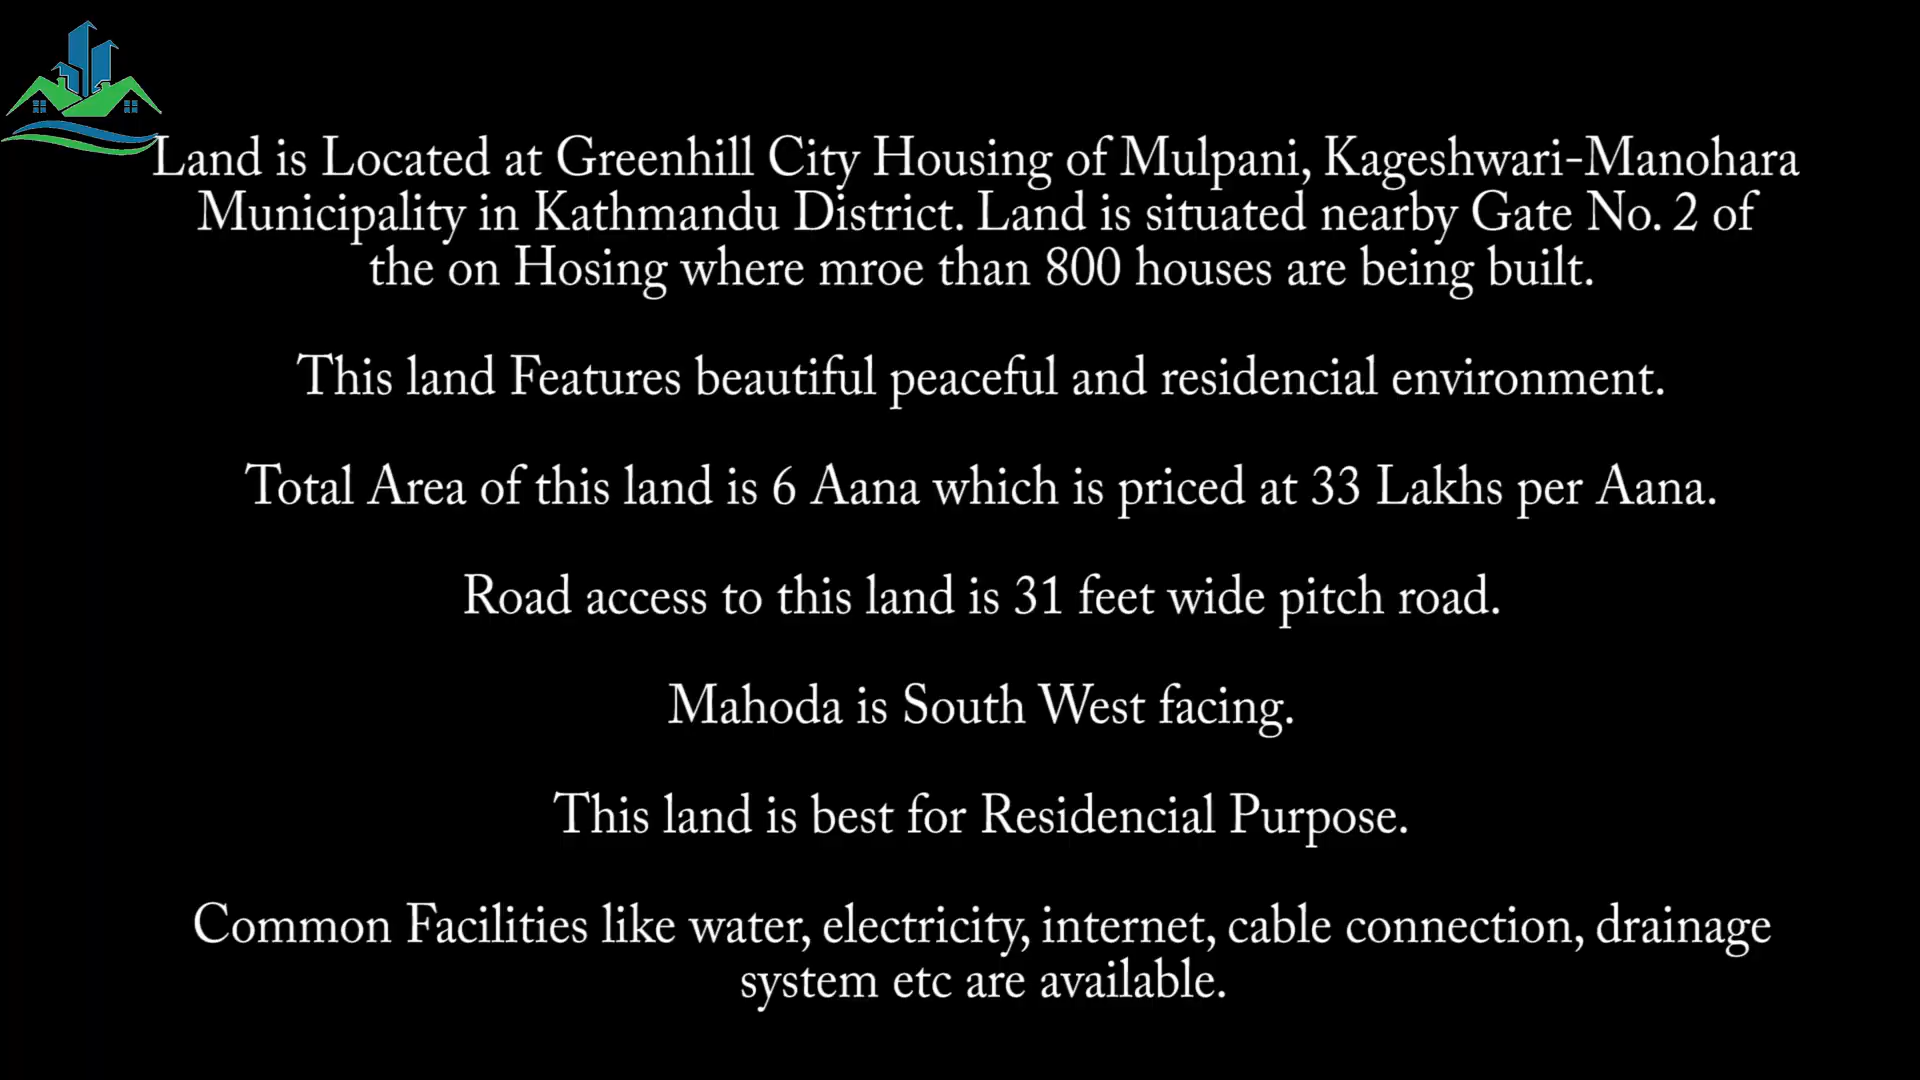 Land is Located at Greenhill City Housing of Mulpani, Kageshwari-Manohara
Municipality in Kathmandu District. Land is situated nearby Gate No. 2 of
the on Hosing where mroe than 800 houses are being built.
This land Features beautiful peaceful and residencial environment.
Total Area of this land is 6 Aana which is priced at 33 Lakhs per Aana.
Road access to this land is 31 feet wide pitch road.
Mahoda is South West facing.
This land is best for Residencial Purpose.
Common Facilities like water, electricity, internet, cable connection, drainage
system etc are available.